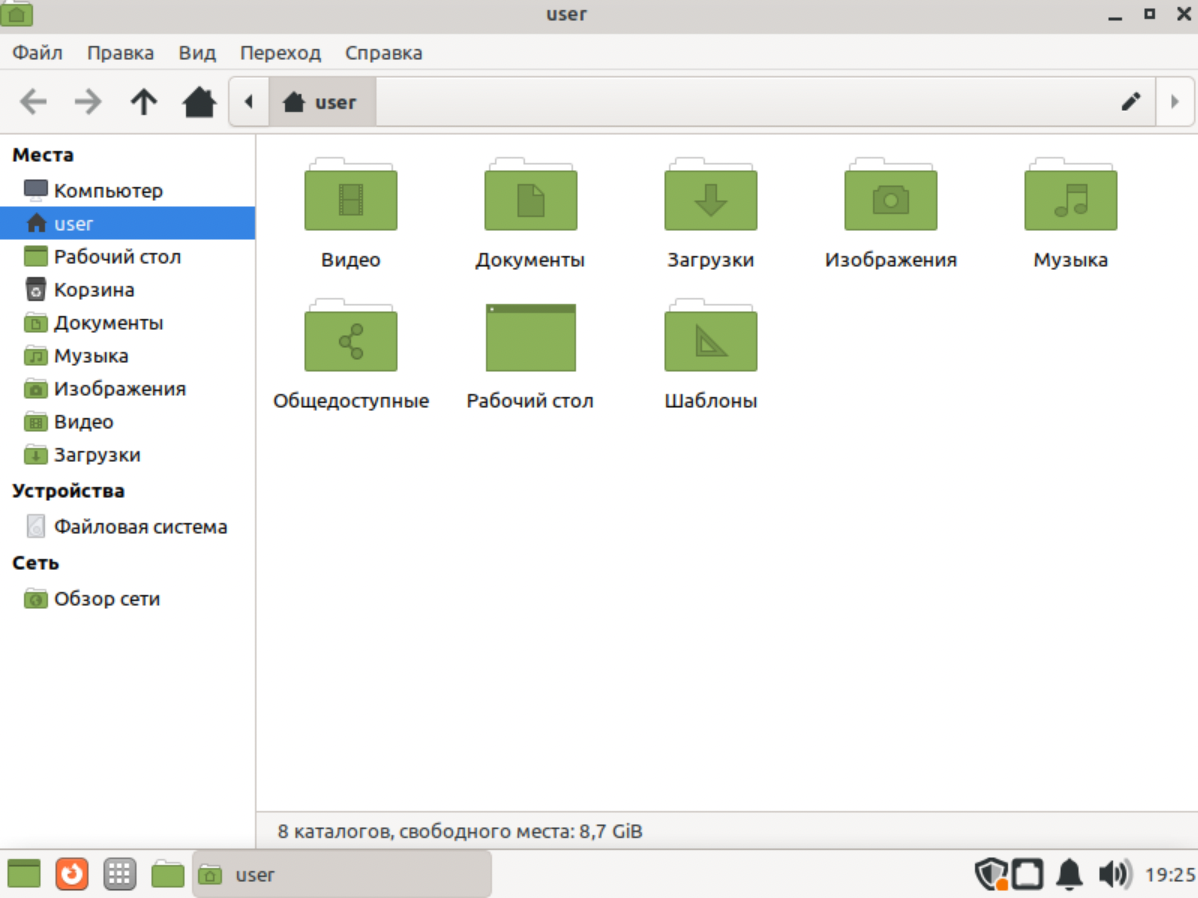 user
Файл Правка Вид Переход Справка
user
Места
Компьютер
user
Рабочий стол
Корзина
Документы
Музыка
Изображения
Видео
Загрузки
Устройства
Файловая система
Сеть
Обзор сети
Видео Документы Загрузки Изображения Музыка
Общедоступные Рабочий стол Шаблоны
8 каталогов, свободного места: 8,7 GiB
user 19:25